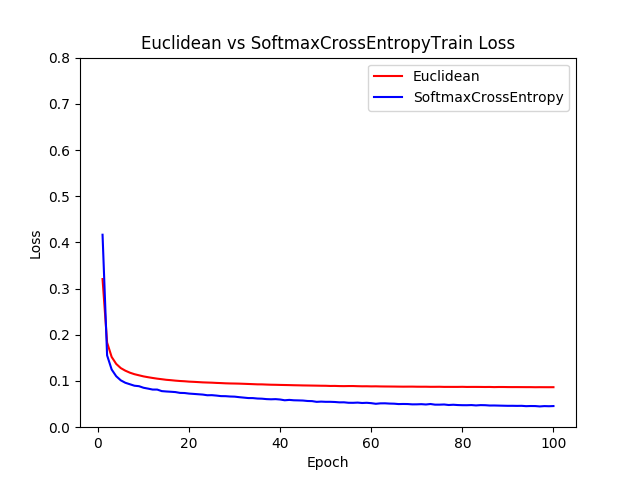 Euclidean vs SoftmaxCrossEntropyTrain Loss
Euclidean
SoftmaxCrossEntropy
Loss
0.8
0.7
0.6
0.5
0.4
0.3
0.2
0.1
0.0
0 20 40 60 80 100
Epoch